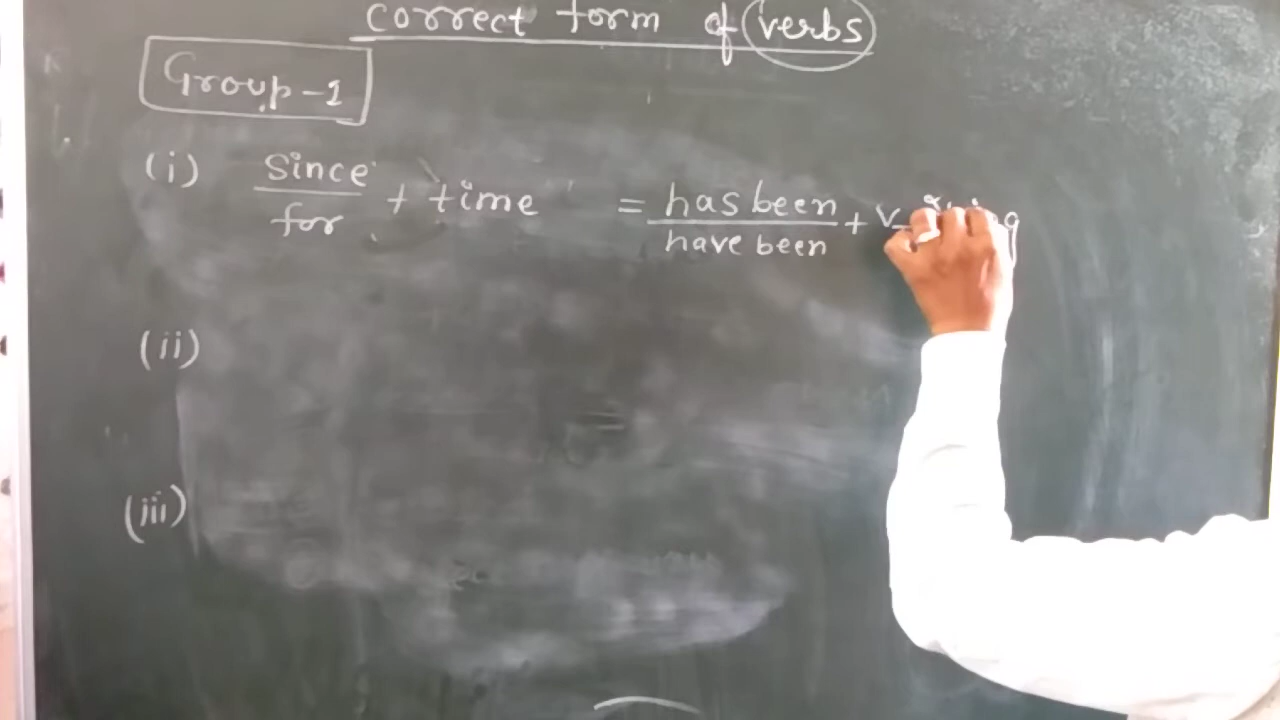 correct form of verbs
Group-1
(i) since/for + time = has been/have been + v
(ii)
(iii)